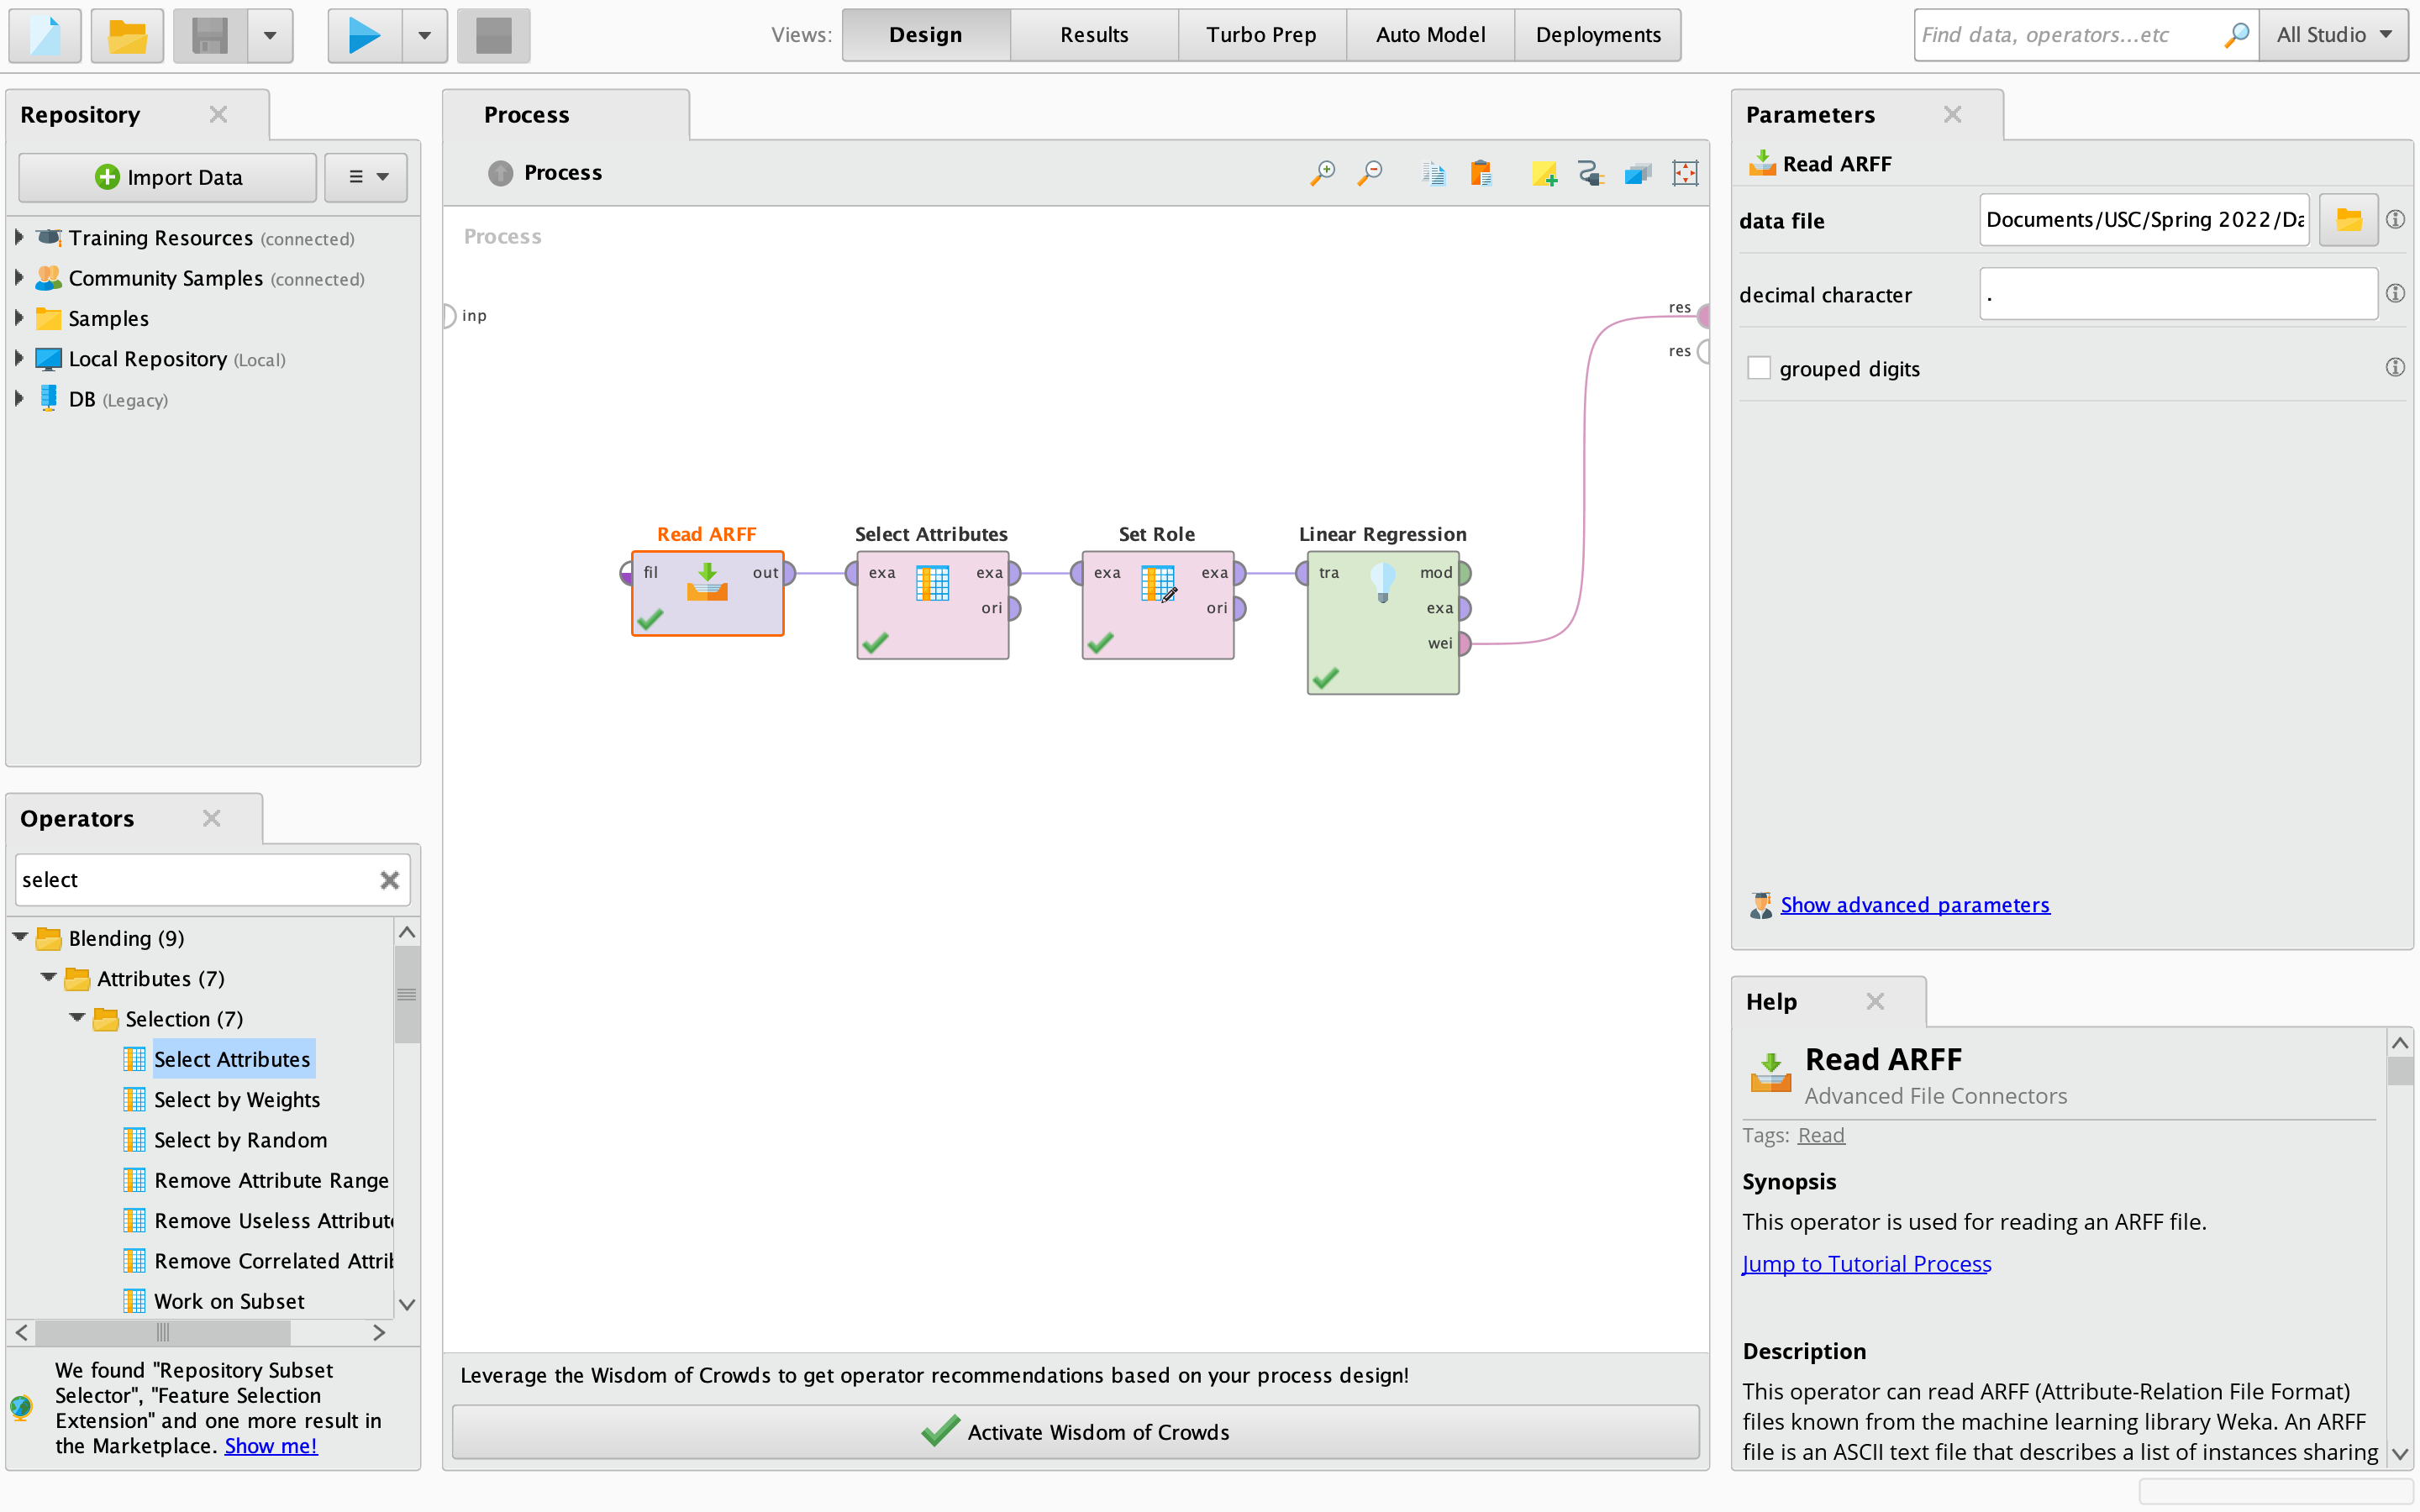 Views:
Design
Results
Turbo Prep
Auto Model
Deployments
Find data, operators...etc
All Studio
Repository
Import Data
Training Resources (connected)
Community Samples (connected)
Samples
Local Repository (Local)
DB (Legacy)
Operators
select
Blending (9)
Attributes (7)
Selection (7)
Select Attributes
Select by Weights
Select by Random
Remove Attribute Range
Remove Useless Attribut
Remove Correlated Attri
Work on Subset
We found "Repository Subset
Selector", "Feature Selection
Extension" and one more result in
the Marketplace. Show me!
Process
Process
Process
inp
res
res
Read ARFF
fil
out
Select Attributes
exa
exa
ori
Set Role
exa
exa
ori
Linear Regression
tra
mod
exa
wei
Leverage the Wisdom of Crowds to get operator recommendations based on your process design!
Activate Wisdom of Crowds
Parameters
Read ARFF
data file
Documents/USC/Spring 2022/Da
decimal character
.
grouped digits
Show advanced parameters
Help
Read ARFF
Advanced File Connectors
Tags: Read
Synopsis
This operator is used for reading an ARFF file.
Jump to Tutorial Process
Description
This operator can read ARFF (Attribute-Relation File Format)
files known from the machine learning library Weka. An ARFF
file is an ASCII text file that describes a list of instances sharing